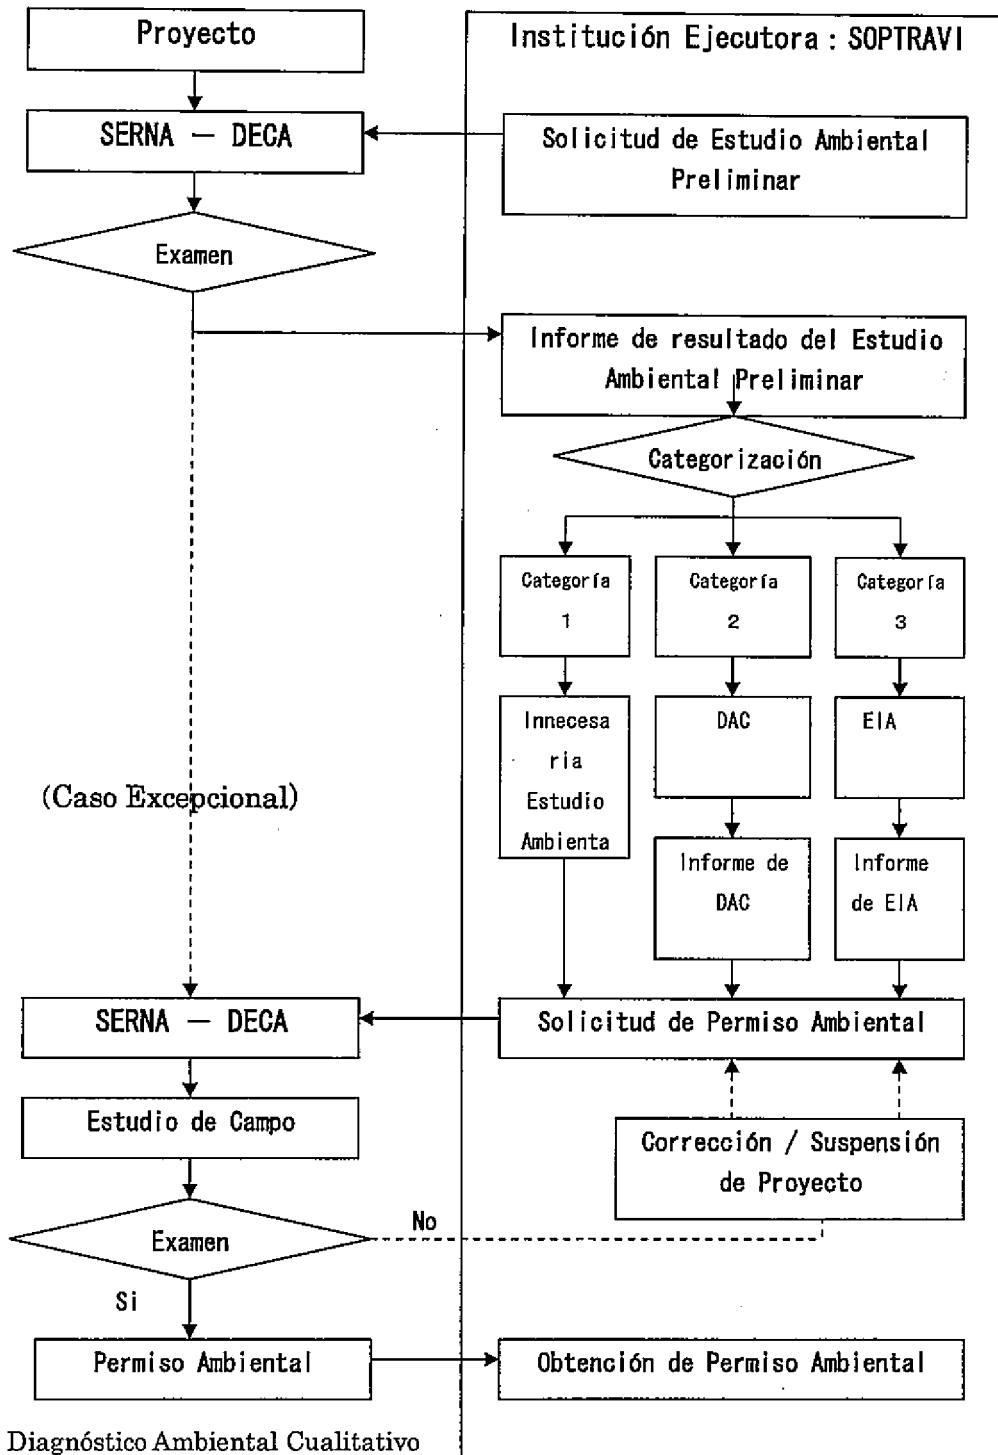 Proyecto
Institución Ejecutora : SOPTRAVI
SERNA — DECA
Solicitud de Estudio Ambiental
Preliminar
Examen
Informe de resultado del Estudio
Ambiental Preliminar
Categorización
Categoría
1
Categoría
2
Categoría
3
Innecesa
ria
Estudio
Ambienta
DAC
EIA
(Caso Excepcional)
Informe de
DAC
Informe
de EIA
SERNA — DECA
Solicitud de Permiso Ambiental
Estudio de Campo
Corrección / Suspensión
de Proyecto
Examen
No
Si
Permiso Ambiental
Obtención de Permiso Ambiental
Diagnóstico Ambiental Cualitativo